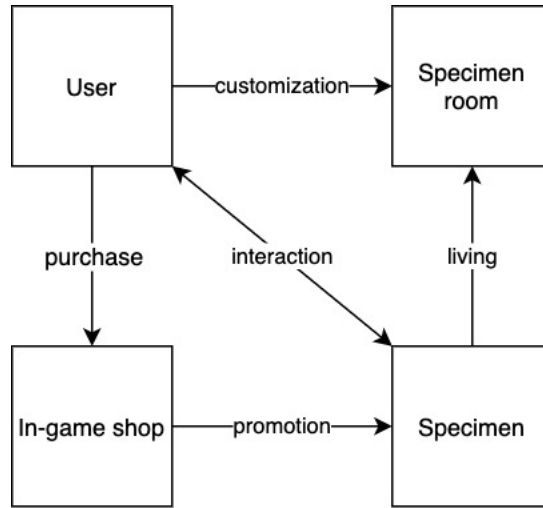 User
customization
Specimen
room
purchase
interaction
living
In-game shop
promotion
Specimen